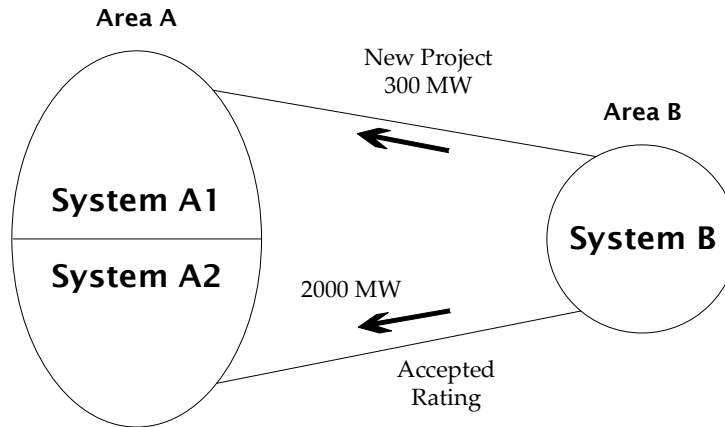 Area A
New Project
300 MW
Area B
System A1
System B
System A2
2000 MW
Accepted
Rating